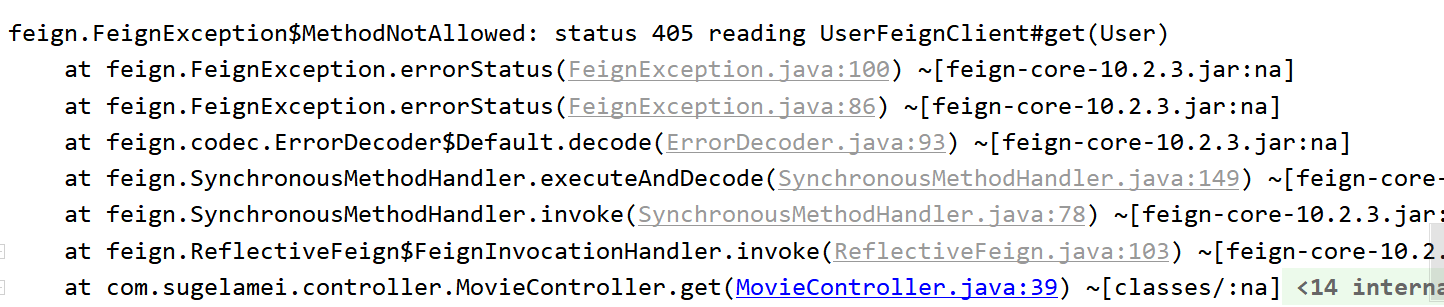 feign.FeignException$MethodNotAllowed: status 405 reading UserFeignClient#get(User)
at feign.FeignException.errorStatus(FeignException.java:100) ~[feign-core-10.2.3.jar:na]
at feign.FeignException.errorStatus(FeignException.java:86) ~[feign-core-10.2.3.jar:na]
at feign.codec.ErrorDecoder$Default.decode(ErrorDecoder.java:93) ~[feign-core-10.2.3.jar:na]
at feign.SynchronousMethodHandler.executeAndDecode(SynchronousMethodHandler.java:149) ~[feign-core-
at feign.SynchronousMethodHandler.invoke(SynchronousMethodHandler.java:78) ~[feign-core-10.2.3.jar:
at feign.ReflectiveFeign$FeignInvocationHandler.invoke(ReflectiveFeign.java:103) ~[feign-core-10.2.
at com.sugelamei.controller.MovieController.get(MovieController.java:39) ~[classes/:na] <14 interna